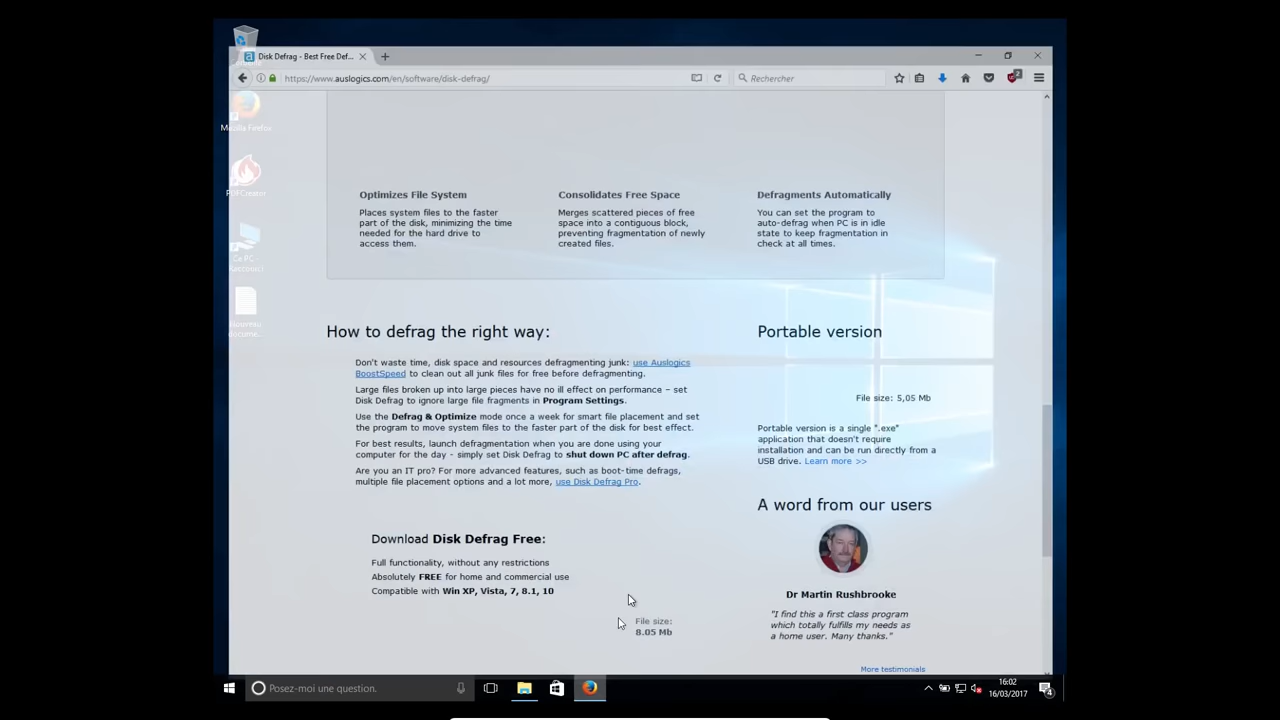 Disk Defrag - Best Free Def...
https://www.auslogics.com/en/software/disk-defrag/
Rechercher
2
Mozilla Firefox
PDFCreator
Ce PC -
Nouveau
docume...
Optimizes File System
Places system files to the faster
part of the disk, minimizing the time
needed for the hard drive to
access them.
Consolidates Free Space
Merges scattered pieces of free
space into a contiguous block,
preventing fragmentation of newly
created files.
Defragments Automatically
You can set the program to
auto-defrag when PC is in idle
state to keep fragmentation in
check at all times.
How to defrag the right way:
Don't waste time, disk space and resources defragmenting junk: use Auslogics
BoostSpeed to clean out all junk files for free before defragmenting.
Large files broken up into large pieces have no ill effect on performance – set
Disk Defrag to ignore large file fragments in Program Settings.
Use the Defrag & Optimize mode once a week for smart file placement and set
the program to move system files to the faster part of the disk for best effect.
For best results, launch defragmentation when you are done using your
computer for the day - simply set Disk Defrag to shut down PC after defrag.
Are you an IT pro? For more advanced features, such as boot-time defrags,
multiple file placement options and a lot more, use Disk Defrag Pro.
Download Disk Defrag Free:
Full functionality, without any restrictions
Absolutely FREE for home and commercial use
Compatible with Win XP, Vista, 7, 8.1, 10
File size:
8.05 Mb
Portable version
File size: 5,05 Mb
Portable version is a single ".exe"
application that doesn't require
installation and can be run directly from a
USB drive. Learn more >>
A word from our users
Dr Martin Rushbrooke
"I find this a first class program
which totally fulfills my needs as
a home user. Many thanks."
More testimonials
Posez-moi une question.
16:02
16/03/2017
4